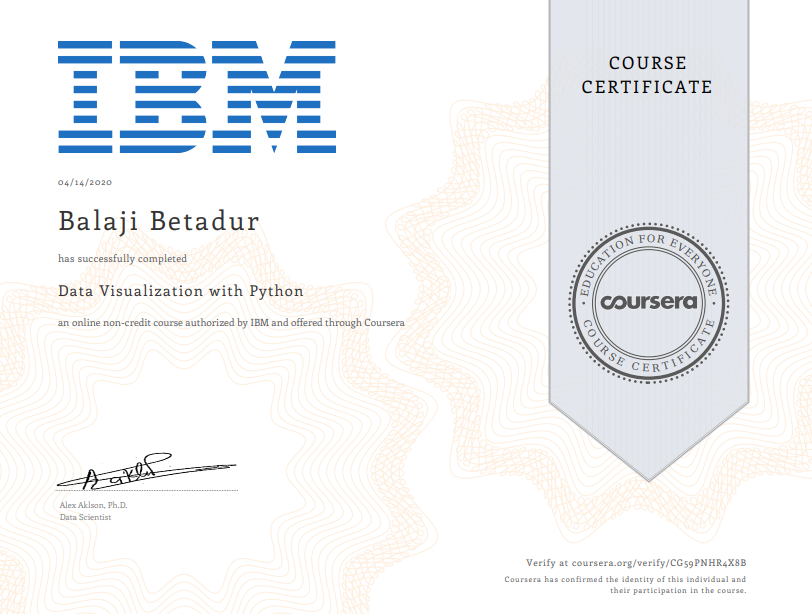 IBM
COURSE
CERTIFICATE
04/14/2020
Balaji Betadur
has successfully completed
Data Visualization with Python
an online non-credit course authorized by IBM and offered through Coursera
EDUCATION FOR EVERYONE
coursera
COURSE CERTIFICATE
Alex Aklson, Ph.D.
Data Scientist
Verify at coursera.org/verify/CG59PNHR4X8B
Coursera has confirmed the identity of this individual and
their participation in the course.